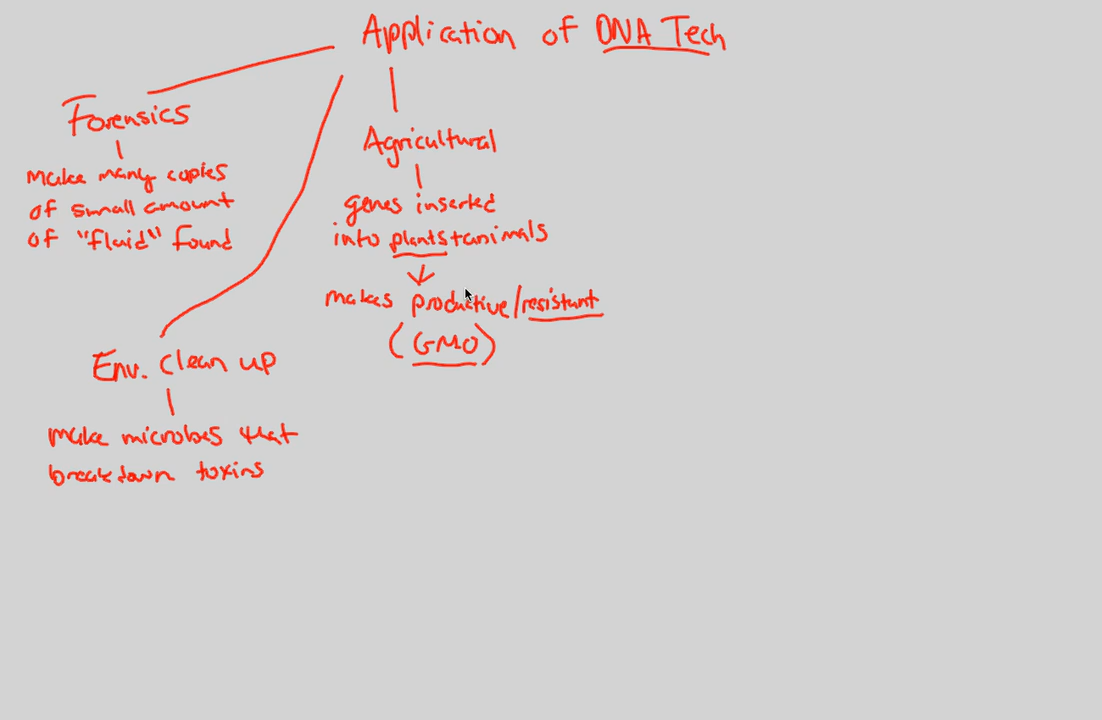 Application of DNA Tech
Forensics
make many copies
of small amount
of "fluid" found
Agricultural
genes inserted
into plants+animals
makes productive/resistant
(GMO)
Env. Clean up
make microbes that
breakdown toxins